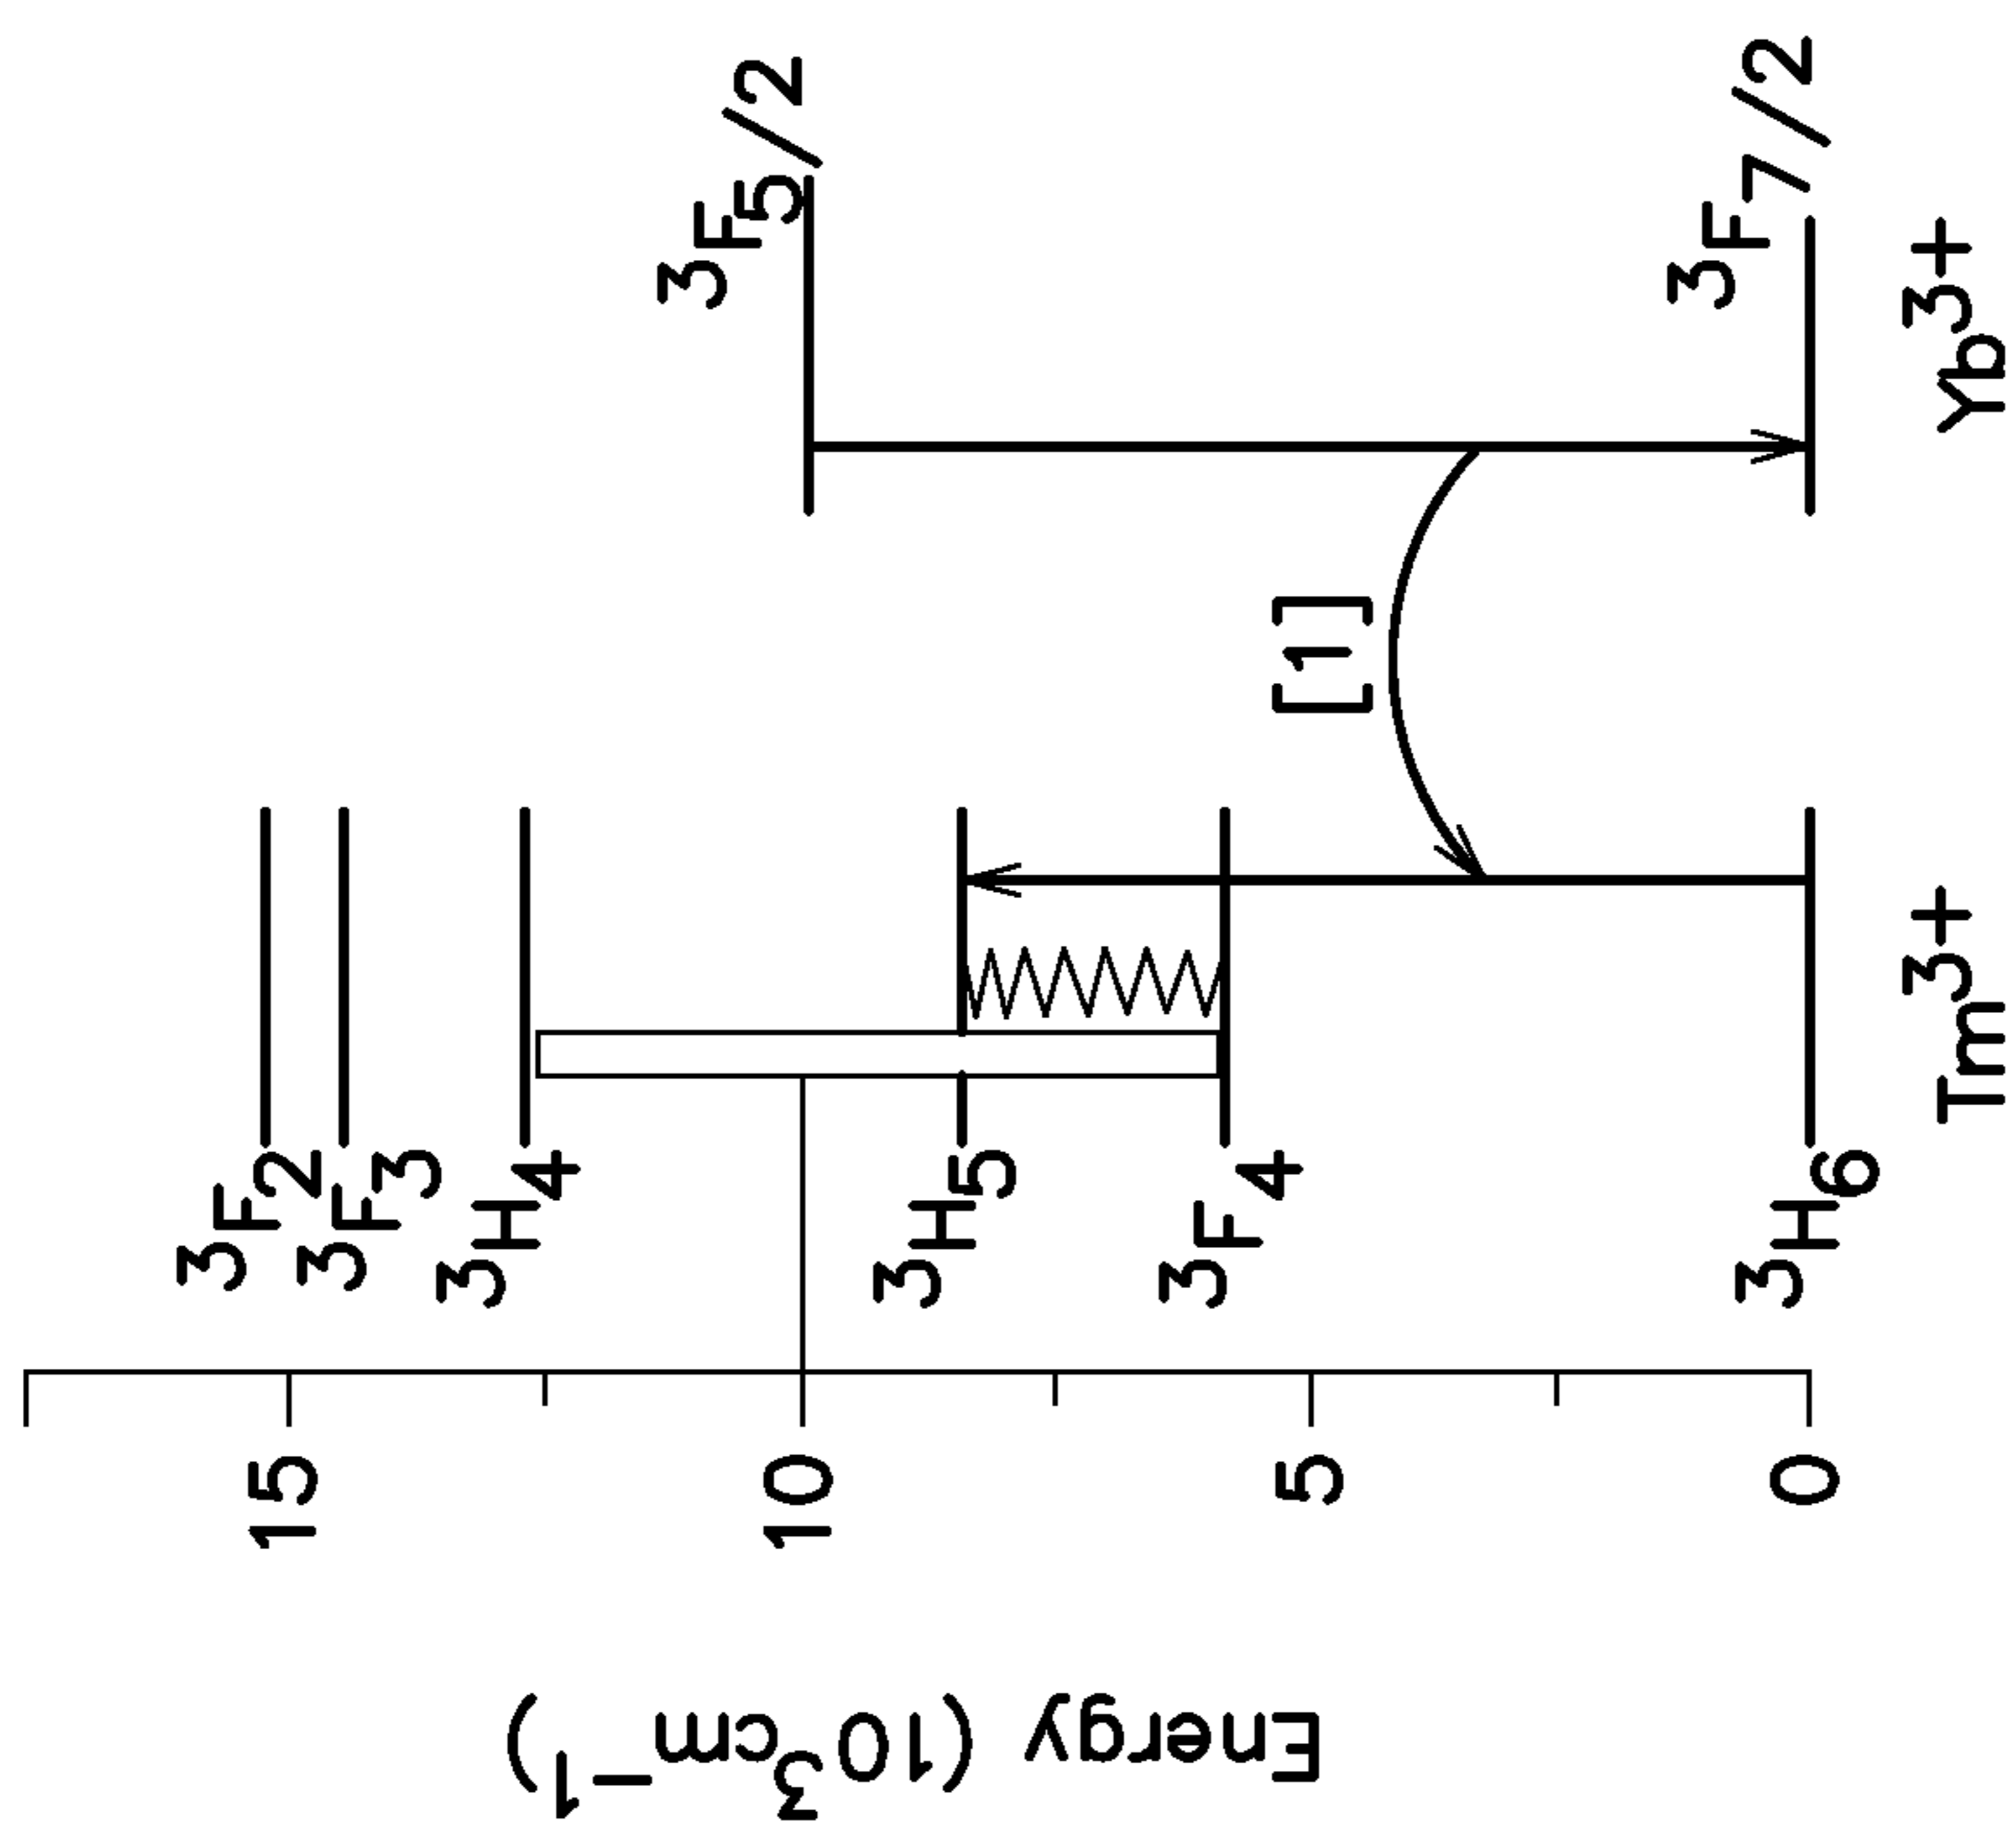 Energy (10³cm⁻¹)
15
10
5
0
³F₂
³F₃
³H₄
³H₅
³F₄
³H₆
Tm³⁺
[1]
³F₅/₂
³F₇/₂
Yb³⁺